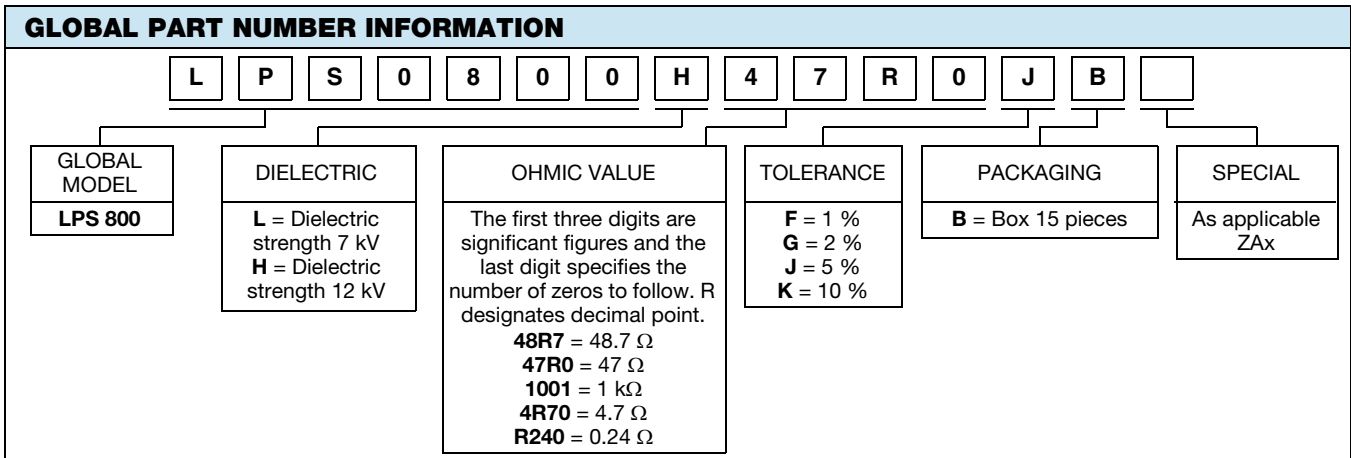 GLOBAL PART NUMBER INFORMATION
L P S 0 8 0 0 H 4 7 R 0 J B
GLOBAL
MODEL
LPS 800
DIELECTRIC
L = Dielectric
strength 7 kV
H = Dielectric
strength 12 kV
OHMIC VALUE
The first three digits are
significant figures and the
last digit specifies the
number of zeros to follow. R
designates decimal point.
48R7 = 48.7 Ω
47R0 = 47 Ω
1001 = 1 kΩ
4R70 = 4.7 Ω
R240 = 0.24 Ω
TOLERANCE
F = 1 %
G = 2 %
J = 5 %
K = 10 %
PACKAGING
B = Box 15 pieces
SPECIAL
As applicable
ZAx